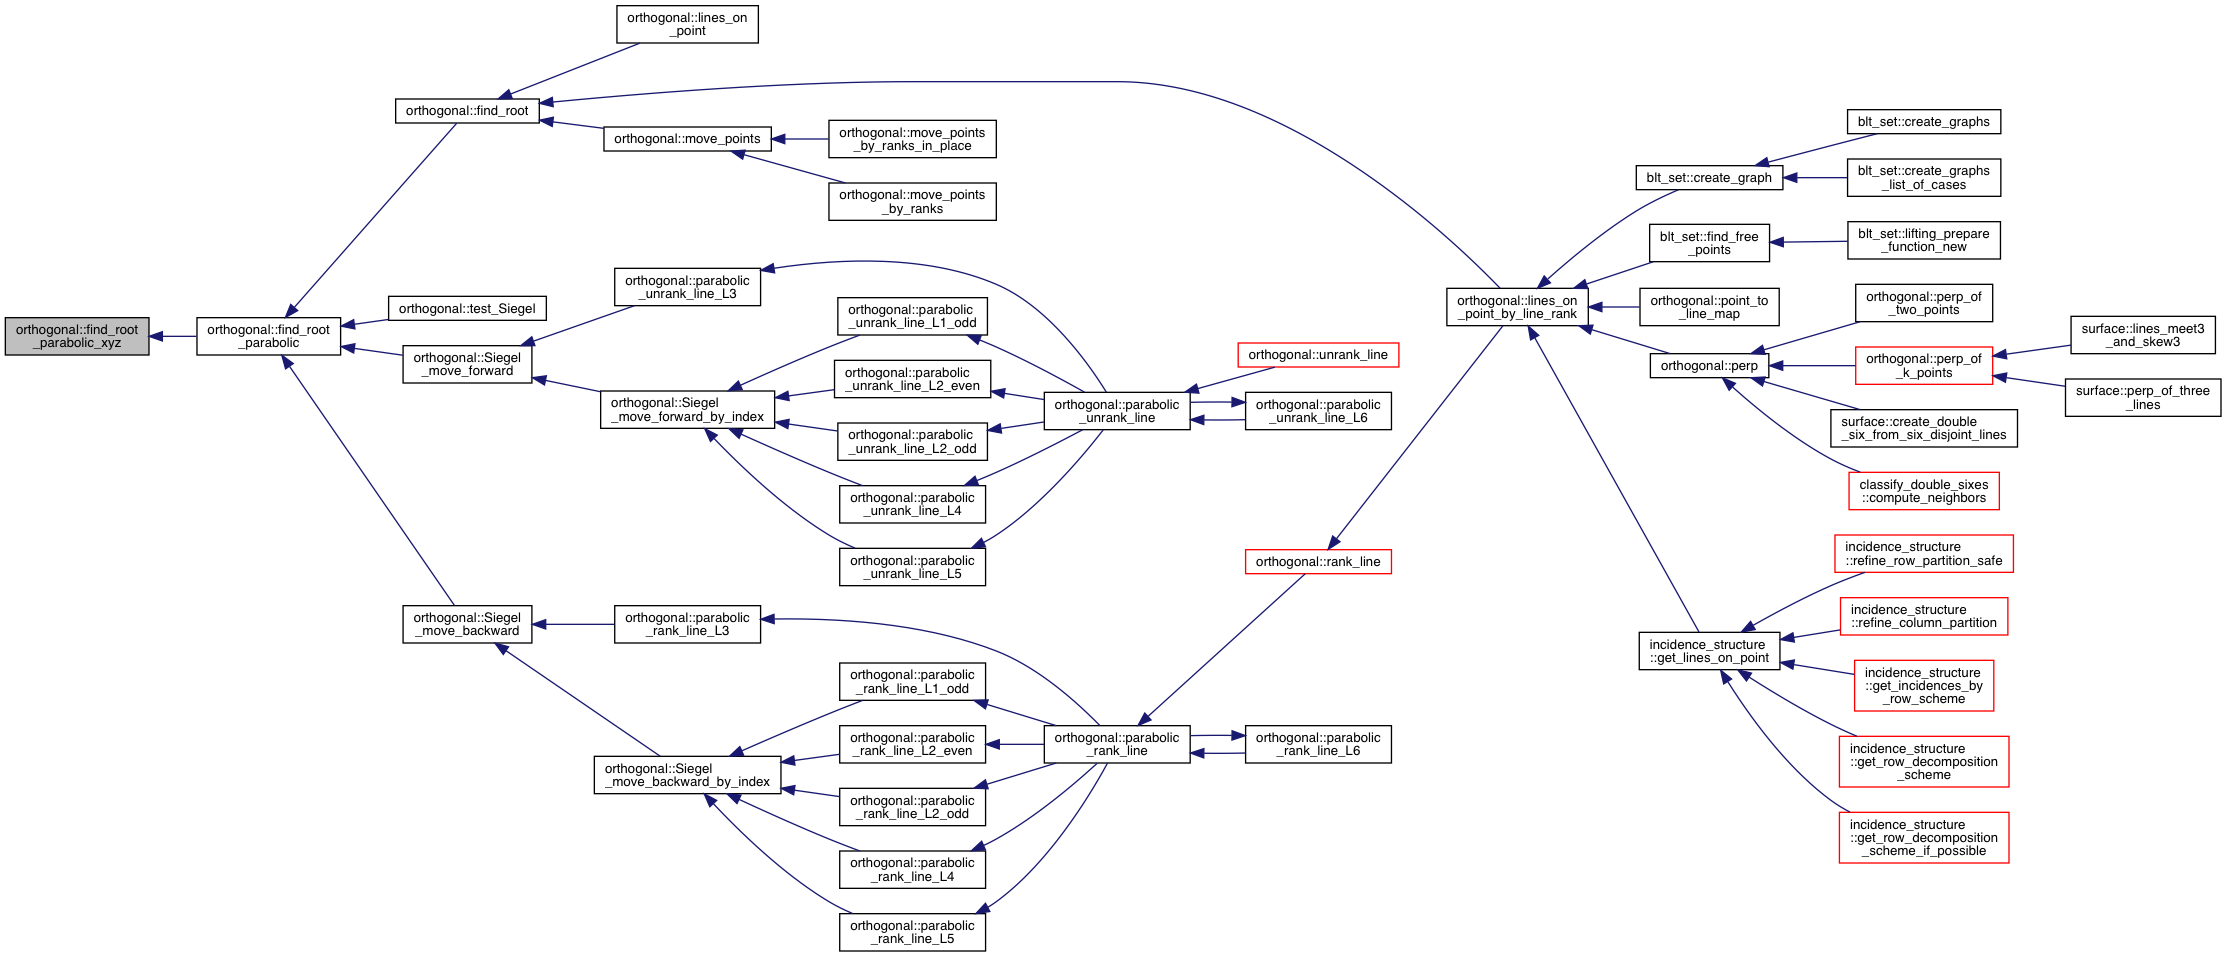 orthogonal::find_root
_parabolic_xyz
orthogonal::find_root
_parabolic
orthogonal::find_root
orthogonal::lines_on
_point
orthogonal::move_points
orthogonal::move_points
_by_ranks_in_place
orthogonal::move_points
_by_ranks
orthogonal::test_Siegel
orthogonal::Siegel
_move_forward
orthogonal::parabolic
_unrank_line_L3
orthogonal::Siegel
_move_forward_by_index
orthogonal::parabolic
_unrank_line_L1_odd
orthogonal::parabolic
_unrank_line_L2_even
orthogonal::parabolic
_unrank_line_L2_odd
orthogonal::parabolic
_unrank_line_L4
orthogonal::parabolic
_unrank_line_L5
orthogonal::parabolic
_unrank_line
orthogonal::unrank_line
orthogonal::parabolic
_unrank_line_L6
orthogonal::Siegel
_move_backward
orthogonal::parabolic
_rank_line_L3
orthogonal::Siegel
_move_backward_by_index
orthogonal::parabolic
_rank_line_L1_odd
orthogonal::parabolic
_rank_line_L2_even
orthogonal::parabolic
_rank_line_L2_odd
orthogonal::parabolic
_rank_line_L4
orthogonal::parabolic
_rank_line_L5
orthogonal::parabolic
_rank_line
orthogonal::rank_line
orthogonal::parabolic
_rank_line_L6
orthogonal::lines_on
_point_by_line_rank
blt_set::create_graph
blt_set::create_graphs
blt_set::create_graphs
_list_of_cases
blt_set::find_free
_points
blt_set::lifting_prepare
_function_new
orthogonal::point_to
_line_map
orthogonal::perp
orthogonal::perp_of
_two_points
orthogonal::perp_of
_k_points
surface::lines_meet3
_and_skew3
surface::perp_of_three
_lines
surface::create_double
_six_from_six_disjoint_lines
classify_double_sixes
::compute_neighbors
incidence_structure
::get_lines_on_point
incidence_structure
::refine_row_partition_safe
incidence_structure
::refine_column_partition
incidence_structure
::get_incidences_by
_row_scheme
incidence_structure
::get_row_decomposition
_scheme
incidence_structure
::get_row_decomposition
_scheme_if_possible